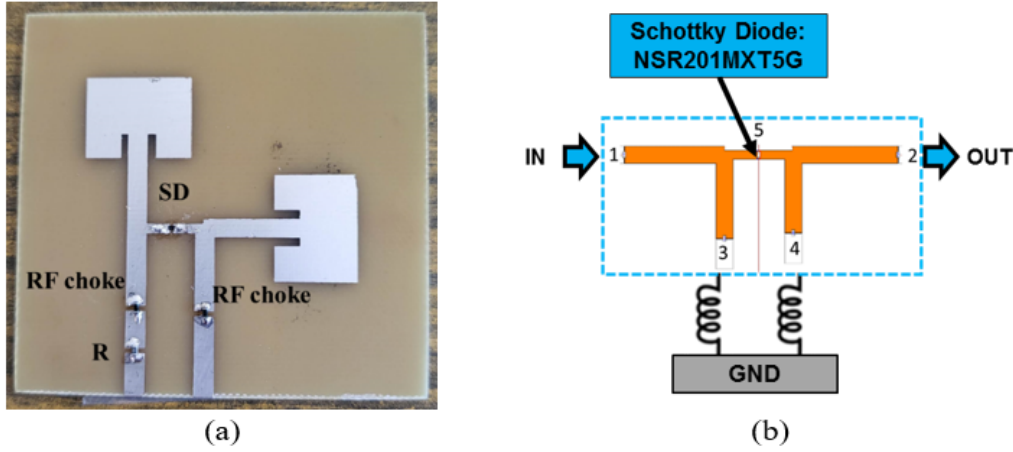 SD
RF choke
RF choke
R
(a)
Schottky Diode:
NSR201MXT5G
IN
1
5
2
OUT
3
4
GND
(b)